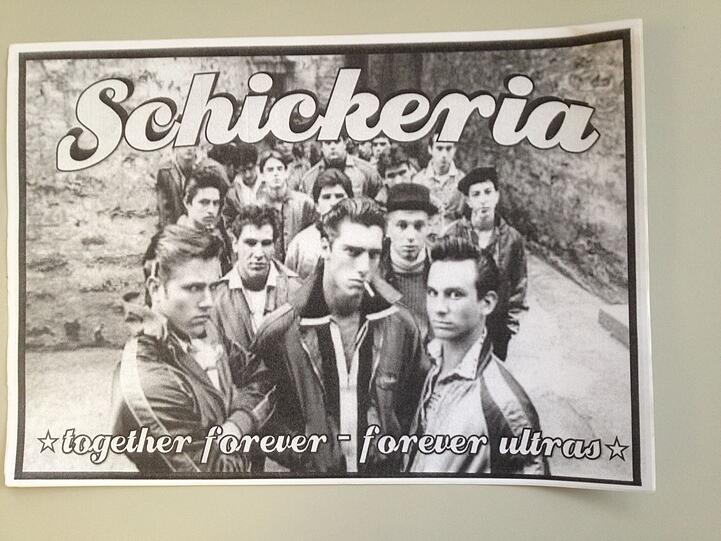 Schickeria
☆together forever - forever ultras☆